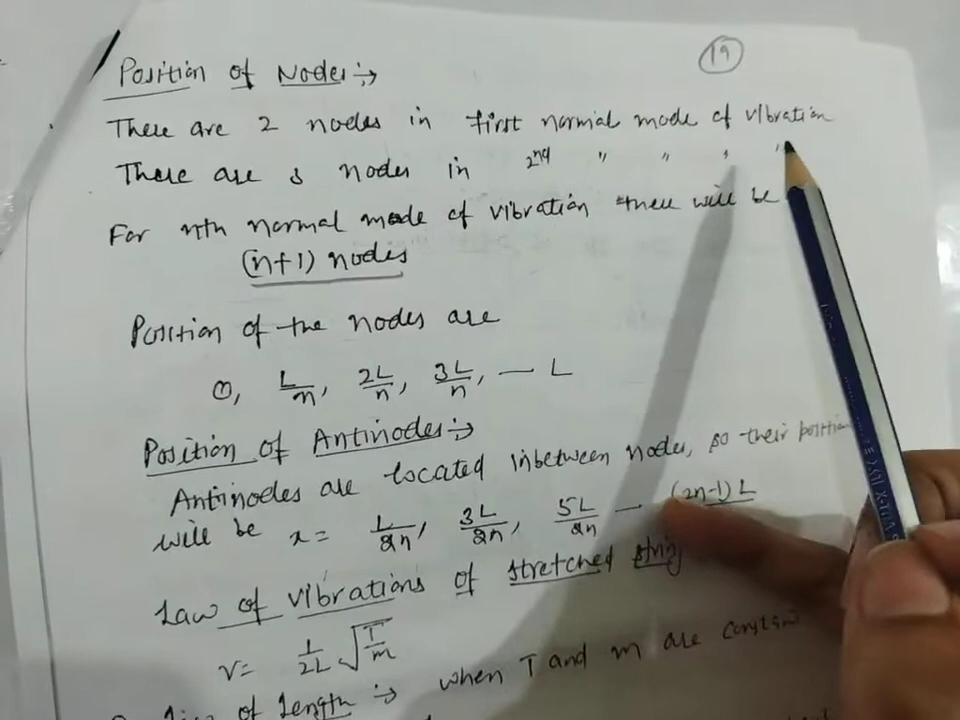 19
Position of Nodes :→
There are 2 nodes in first normal mode of vibration
There are 3 nodes in 2nd " " " "
For nth normal mode of vibration there will be
(n+1) nodes
Position of the nodes are
0, L/n, 2L/n, 3L/n, — L
Position of Antinodes :→
Antinodes are located inbetween nodes, so their position
will be x = L/2n, 3L/2n, 5L/2n — (2n-1) L
Law of vibrations of stretched string
ν = 1/2L √T/m
of Length :→ when T and m are constan